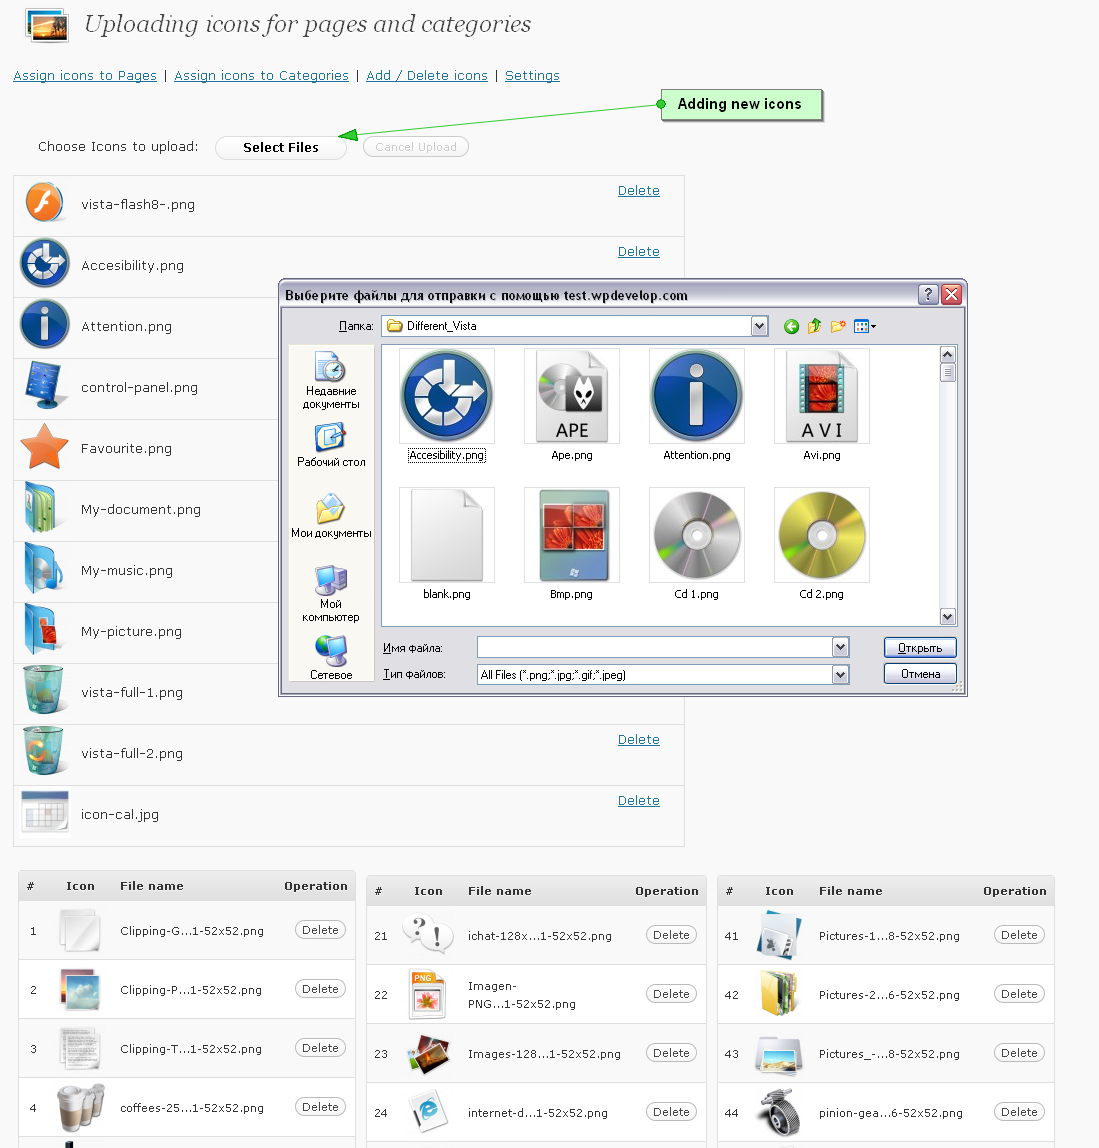 Uploading icons for pages and categories
Assign icons to Pages | Assign icons to Categories | Add / Delete icons | Settings
Adding new icons
Choose Icons to upload: Select Files Cancel Upload
vista-flash8-.png Delete
Accesibility.png Delete
Attention.png
control-panel.png
Favourite.png
My-document.png
My-music.png
My-picture.png
vista-full-1.png
vista-full-2.png Delete
icon-cal.jpg Delete
Выберите файлы для отправки с помощью test.wpdevelop.com
Папка: Different_Vista
Недавние
документы
Рабочий стол
Мои документы
Мой
компьютер
Сетевое
APE
AVI
Accesibility.png Ape.png Attention.png Avi.png
blank.png Bmp.png Cd 1.png Cd 2.png
Имя файла: Открыть
Тип файлов: All Files (*.png;*.jpg;*.gif;*.jpeg) Отмена
# Icon File name Operation
1 Clipping-G...1-52x52.png Delete
2 Clipping-P...1-52x52.png Delete
3 Clipping-T...1-52x52.png Delete
4 coffees-25...1-52x52.png Delete
# Icon File name Operation
21 ichat-128x...1-52x52.png Delete
PNG
22 Imagen-
PNG...1-52x52.png Delete
23 Images-128...1-52x52.png Delete
24 internet-d...1-52x52.png Delete
# Icon File name Operation
41 Pictures-1...8-52x52.png Delete
42 Pictures-2...6-52x52.png Delete
43 Pictures_-...8-52x52.png Delete
44 pinion-gea...6-52x52.png Delete